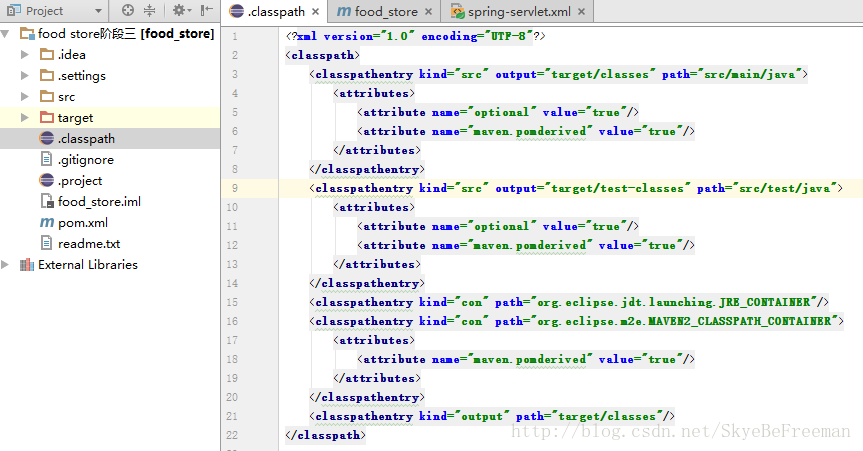 Project
food store阶段三 [food_store]
.idea
.settings
src
target
.classpath
.gitignore
.project
food_store.iml
pom.xml
readme.txt
External Libraries
.classpath
food_store
spring-servlet.xml
1 <?xml version="1.0" encoding="UTF-8"?>
2 <classpath>
3 <classpathentry kind="src" output="target/classes" path="src/main/java">
4 <attributes>
5 <attribute name="optional" value="true"/>
6 <attribute name="maven.pomderived" value="true"/>
7 </attributes>
8 </classpathentry>
9 <classpathentry kind="src" output="target/test-classes" path="src/test/java">
10 <attributes>
11 <attribute name="optional" value="true"/>
12 <attribute name="maven.pomderived" value="true"/>
13 </attributes>
14 </classpathentry>
15 <classpathentry kind="con" path="org.eclipse.jdt.launching.JRE_CONTAINER"/>
16 <classpathentry kind="con" path="org.eclipse.m2e.MAVEN2_CLASSPATH_CONTAINER">
17 <attributes>
18 <attribute name="maven.pomderived" value="true"/>
19 </attributes>
20 </classpathentry>
21 <classpathentry kind="output" path="target/classes"/>
22 </classpath>
http://blog.csdn.net/SkyeBeFreeman